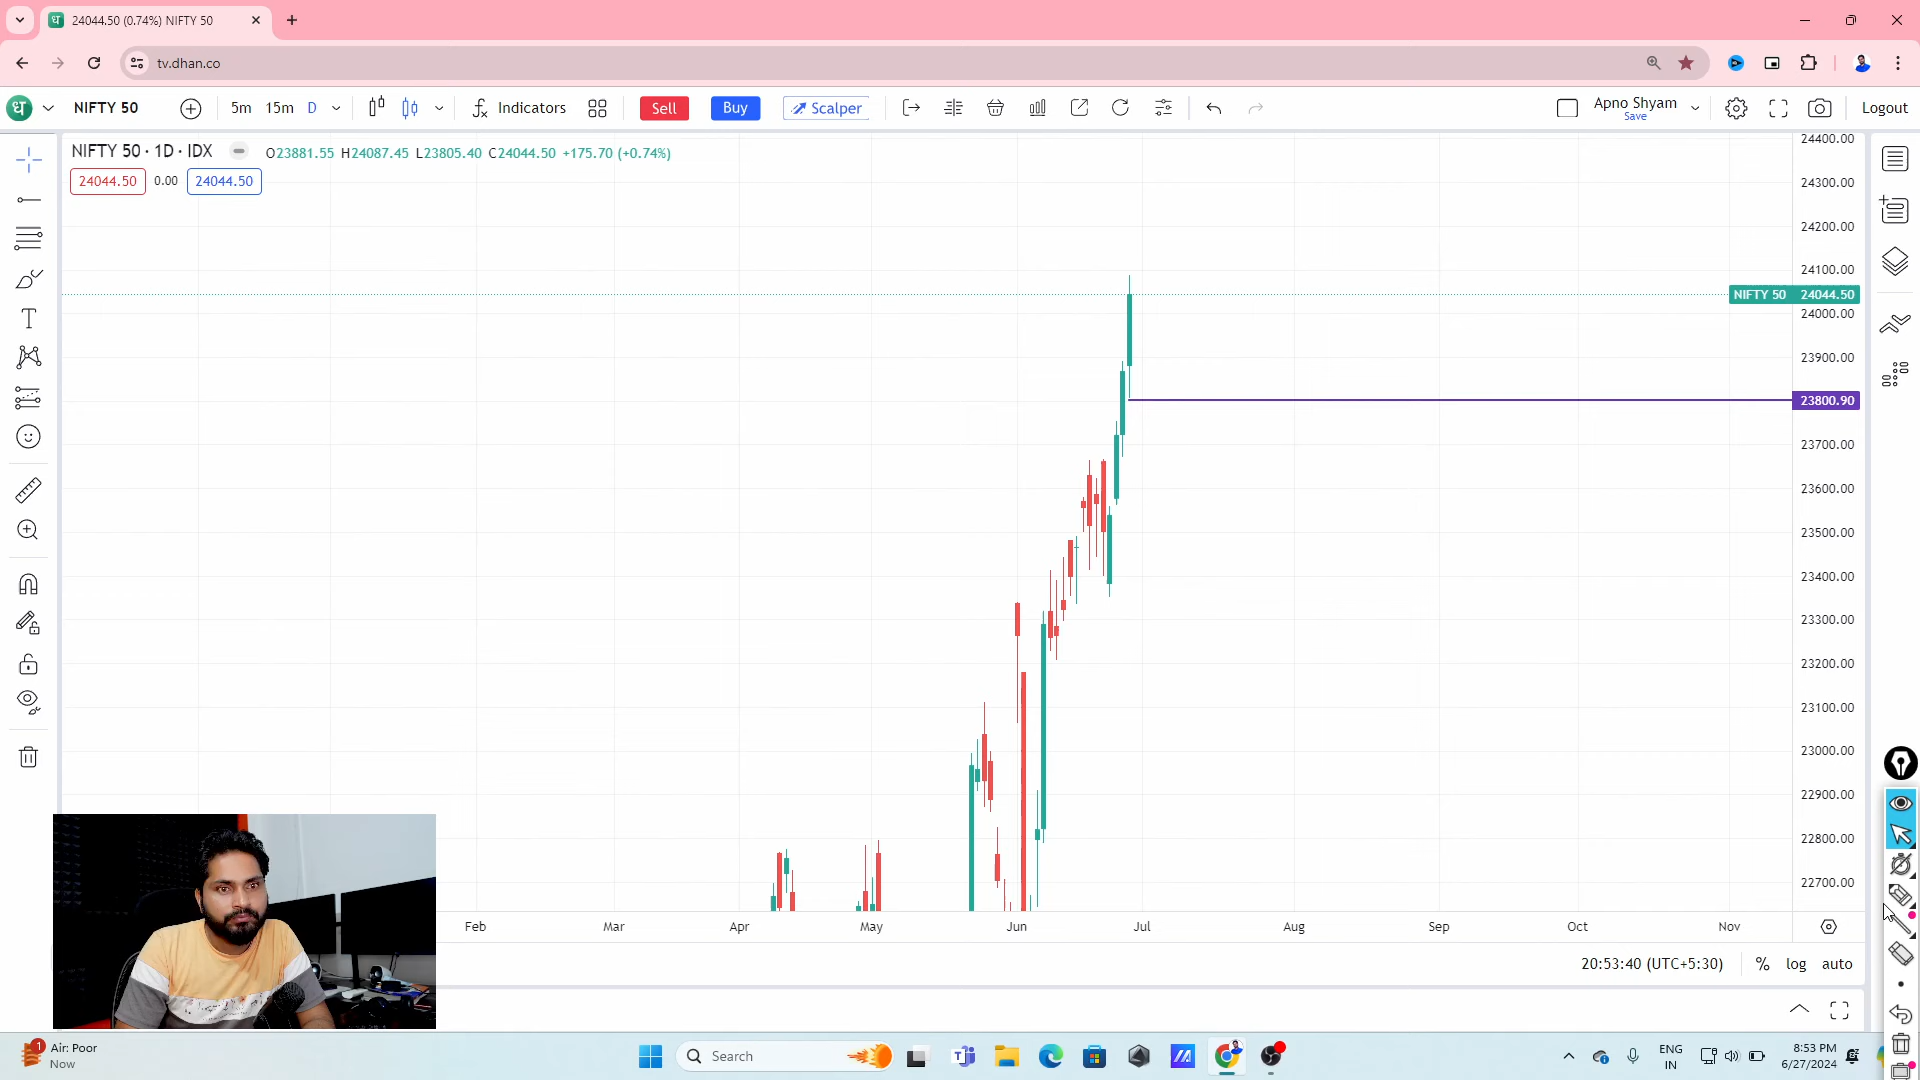 24044.50 (0.74%) NIFTY 50
tv.dhan.co
ध
NIFTY 50
5m
15m
D
Indicators
Sell
Buy
Scalper
Apno Shyam
Save
Logout
NIFTY 50 · 1D · IDX
O23881.55 H24087.45 L23805.40 C24044.50 +175.70 (+0.74%)
24044.50
0.00
24044.50
24400.00
24300.00
24200.00
24100.00
NIFTY 50 24044.50
24000.00
23900.00
23800.90
23700.00
23600.00
23500.00
23400.00
23300.00
23200.00
23100.00
23000.00
22900.00
22800.00
22700.00
Feb
Mar
Apr
May
Jun
Jul
Aug
Sep
Oct
Nov
20:53:40 (UTC+5:30)
%
log
auto
1
Air: Poor
Now
Search
ENG
IN
8:53 PM
6/27/2024